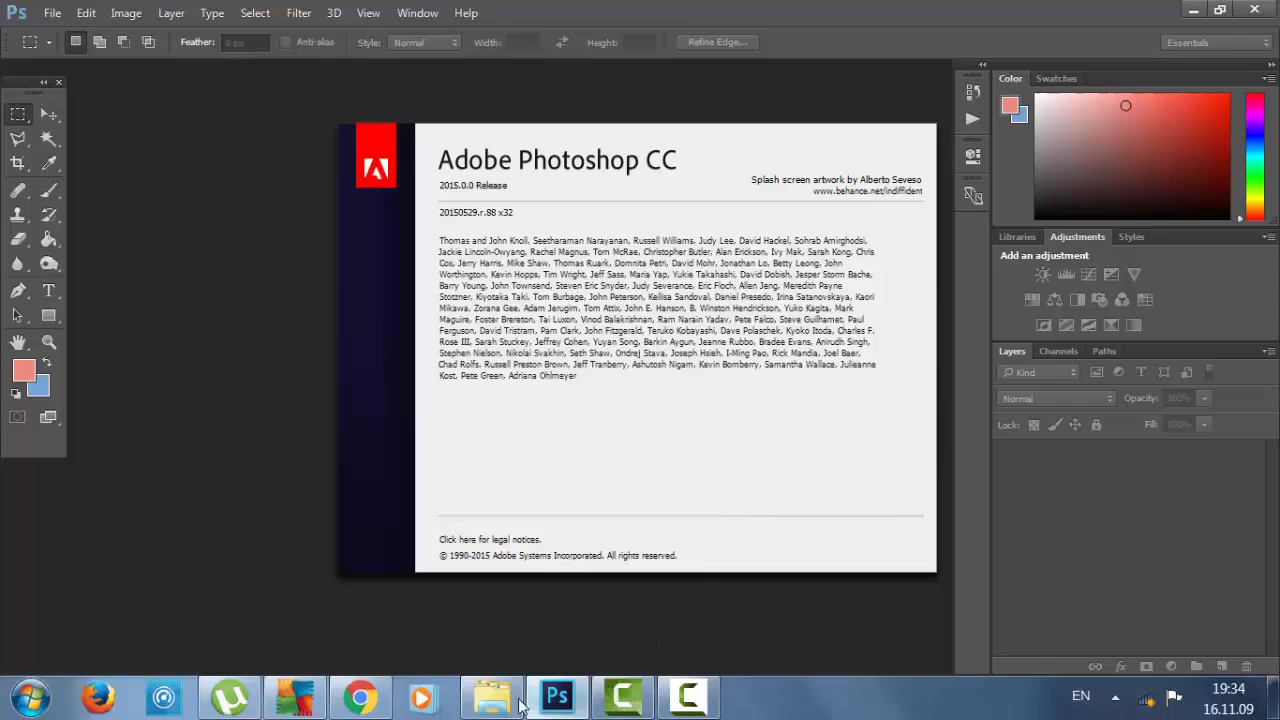 Ps File Edit Image Layer Type Select Filter 3D View Window Help
Feather: 0 px Anti-alias Style: Normal Width: Height: Refine Edge... Essentials
Color Swatches
Adobe Photoshop CC
2015.0.0 Release
Splash screen artwork by Alberto Seveso
www.behance.net/indiffident
20150529.r.88 x32
Thomas and John Knoll, Seetharaman Narayanan, Russell Williams, Judy Lee, David Hackel, Sohrab Amirghodsi,
Jackie Lincoln-Owyang, Rachel Magnus, Tom McRae, Christopher Butler, Alan Erickson, Ivy Mak, Sarah Kong, Chris
Cox, Jerry Harris, Mike Shaw, Thomas Ruark, Domnita Petri, David Mohr, Jonathan Lo, Betty Leong, John
Worthington, Kevin Hopps, Tim Wright, Jeff Sass, Maria Yap, Yukie Takahashi, David Dobish, Jesper Storm Bache,
Barry Young, John Townsend, Steven Eric Snyder, Judy Severance, Eric Floch, Allen Jeng, Meredith Payne
Stotzner, Kiyotaka Taki, Tom Burbage, John Peterson, Kellisa Sandoval, Daniel Presedo, Irina Satanovskaya, Kaori
Mikawa, Zorana Gee, Adam Jerugim, Tom Attix, John E. Hanson, B. Winston Hendrickson, Yuko Kagita, Mark
Maguire, Foster Brereton, Tai Luxon, Vinod Balakrishnan, Ram Narain Yadav, Pete Falco, Steve Guilhamet, Paul
Ferguson, David Tristram, Pam Clark, John Fitzgerald, Teruko Kobayashi, Dave Polaschek, Kyoko Itoda, Charles F.
Rose III, Sarah Stuckey, Jeffrey Cohen, Yuyan Song, Barkin Aygun, Jeanne Rubbo, Bradee Evans, Anirudh Singh,
Stephen Nielson, Nikolai Svakhin, Seth Shaw, Ondrej Stava, Joseph Hsieh, I-Ming Pao, Rick Mandia, Joel Baer,
Chad Rolfs, Russell Preston Brown, Jeff Tranberry, Ashutosh Nigam, Kevin Bomberry, Samantha Wallace, Julieanne
Kost, Pete Green, Adriana Ohlmeyer
Click here for legal notices.
© 1990-2015 Adobe Systems Incorporated. All rights reserved.
Libraries Adjustments Styles
Add an adjustment
Layers Channels Paths
Kind
Normal Opacity: 100%
Lock: Fill: 100%
Ps
EN
19:34
16.11.09